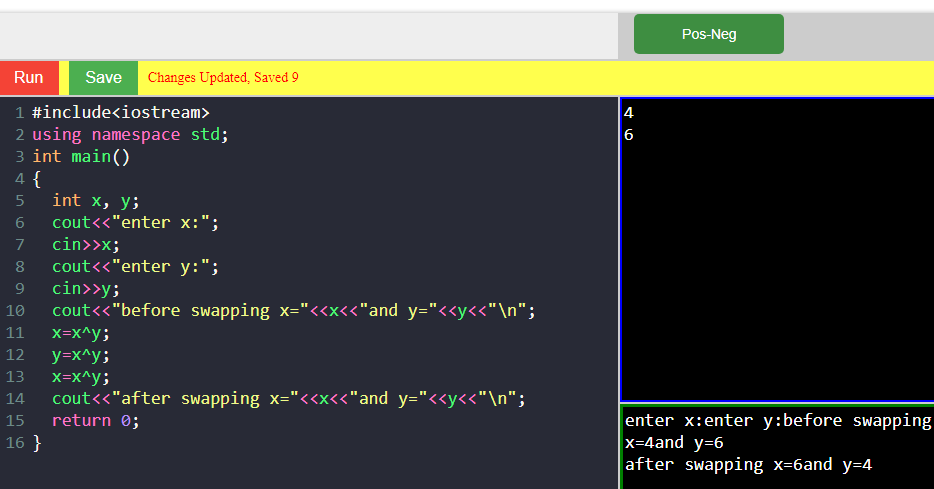 Pos-Neg
Run Save Changes Updated, Saved 9
1 #include<iostream>
2 using namespace std;
3 int main()
4 {
5   int x, y;
6   cout<<"enter x:";
7   cin>>x;
8   cout<<"enter y:";
9   cin>>y;
10   cout<<"before swapping x="<<x<<"and y="<<y<<"\n";
11   x=x^y;
12   y=x^y;
13   x=x^y;
14   cout<<"after swapping x="<<x<<"and y="<<y<<"\n";
15   return 0;
16 }
4
6
enter x:enter y:before swapping
x=4and y=6
after swapping x=6and y=4